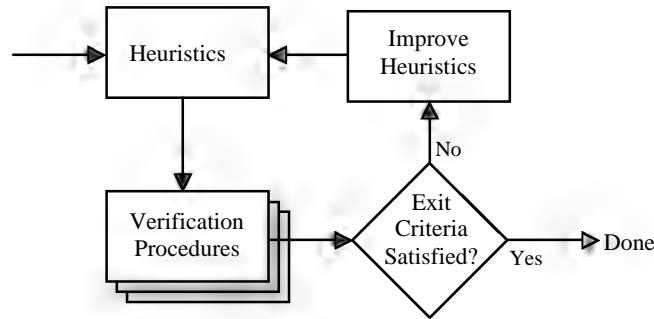 Heuristics
Improve
Heuristics
No
Verification
Procedures
Exit
Criteria
Satisfied?
Yes
Done